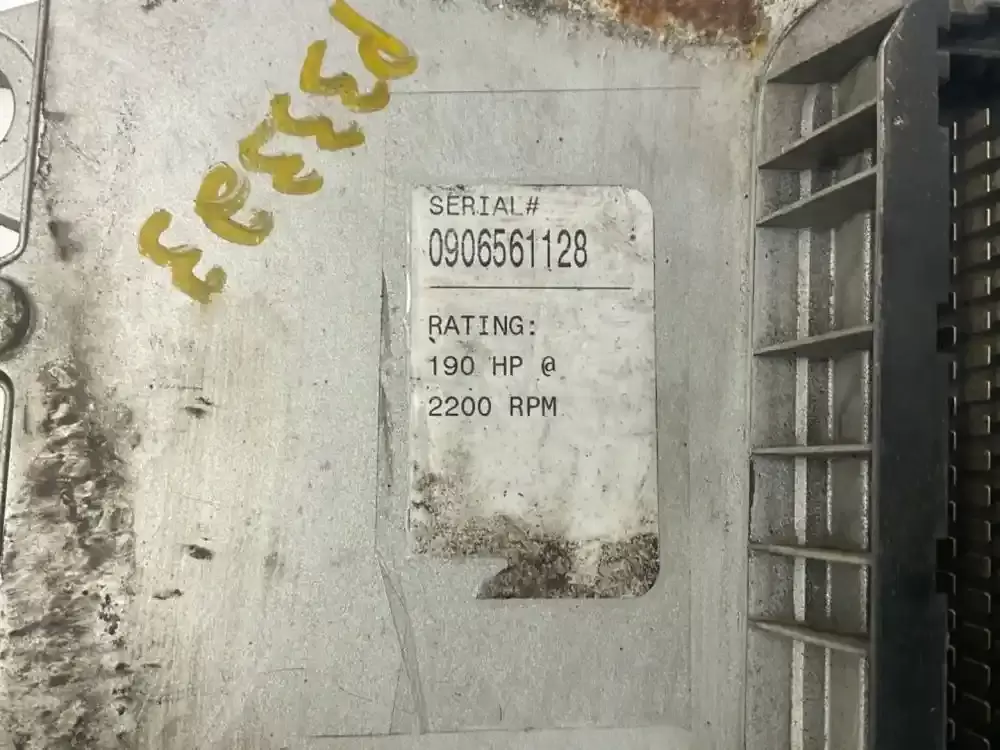 SERIAL#
0906561128
RATING:
190 HP @
2200 RPM